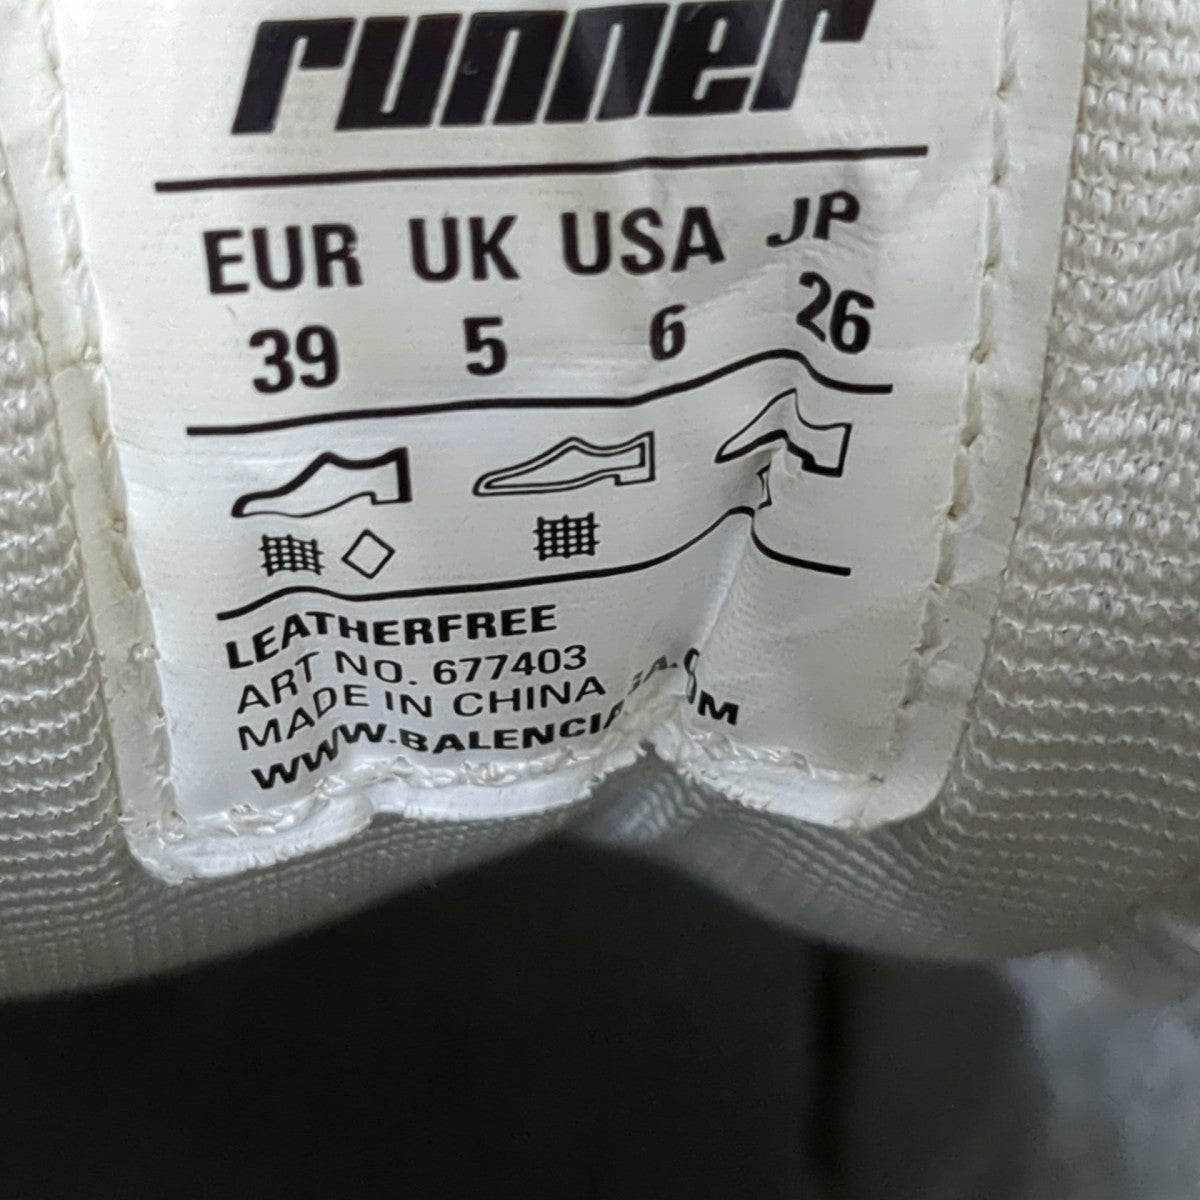 runner
EUR UK USA JP
39 5 6 26
LEATHERFREE
ART NO. 677403
MADE IN CHINA